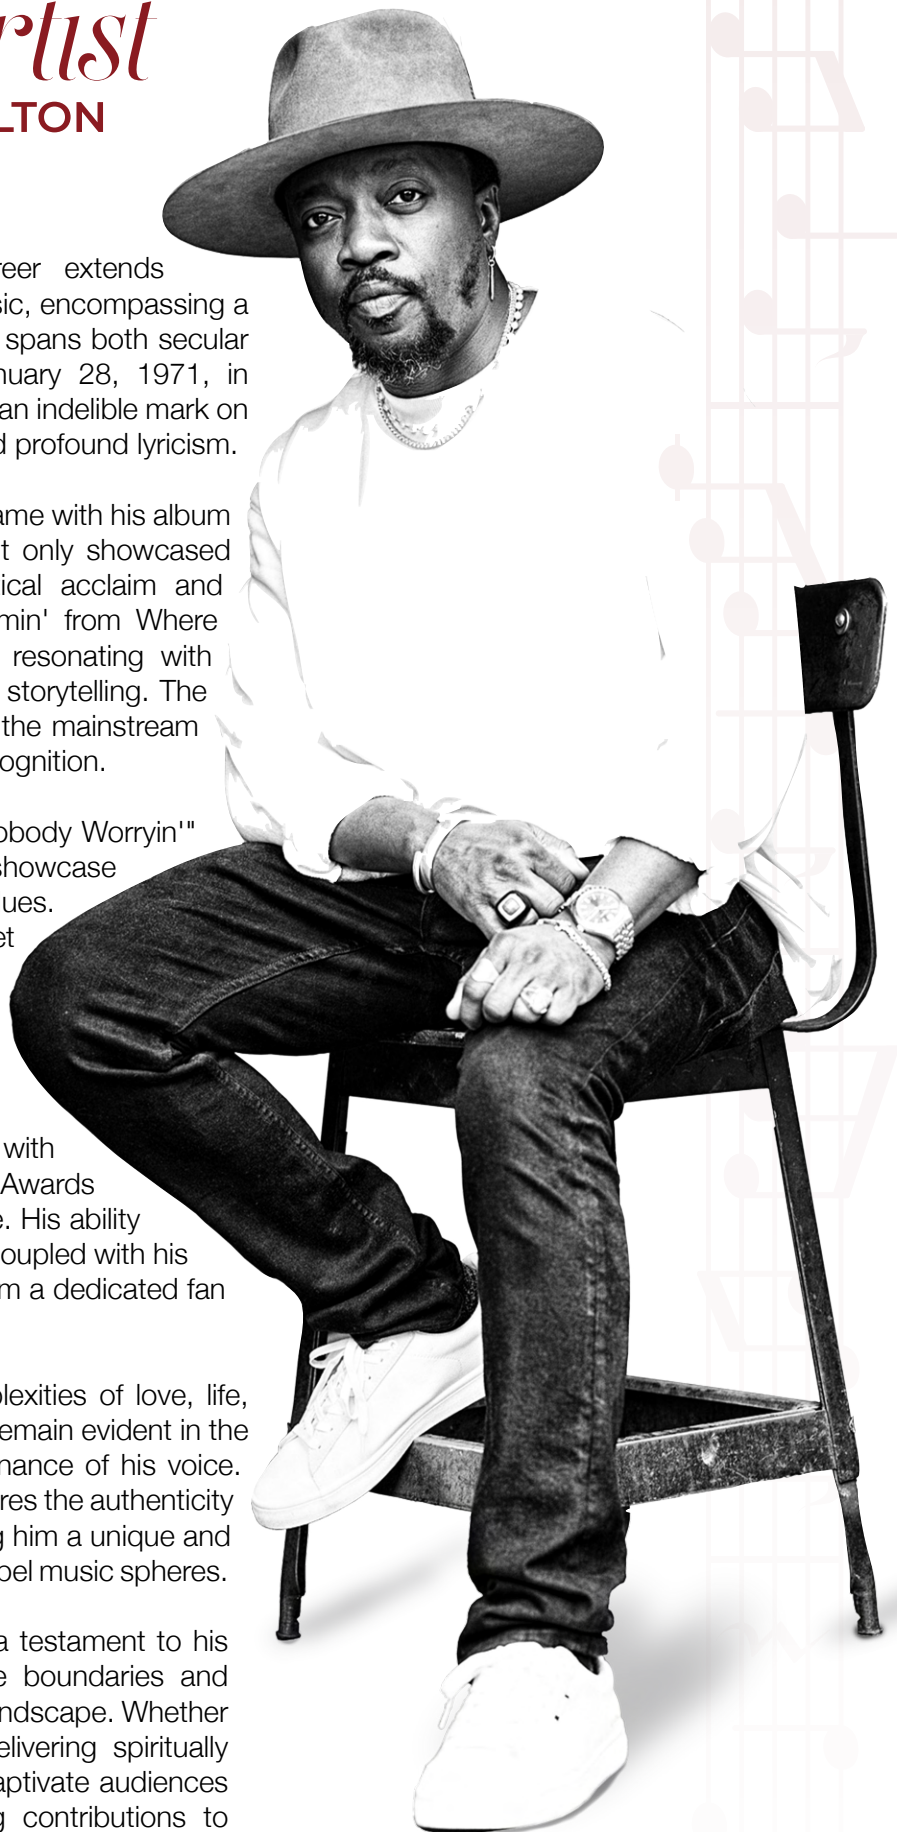 rtist
LTON
reer extends
sic, encompassing a
spans both secular
nuary 28, 1971, in
an indelible mark on
d profound lyricism.
ame with his album
t only showcased
ical acclaim and
min' from Where
resonating with
storytelling. The
the mainstream
ognition.
obody Worryin'"
showcase
ues.
et
with
Awards
e. His ability
oupled with his
m a dedicated fan
plexities of love, life,
emain evident in the
nance of his voice.
res the authenticity
g him a unique and
pel music spheres.
a testament to his
e boundaries and
ndscape. Whether
elivering spiritually
aptivate audiences
g contributions to